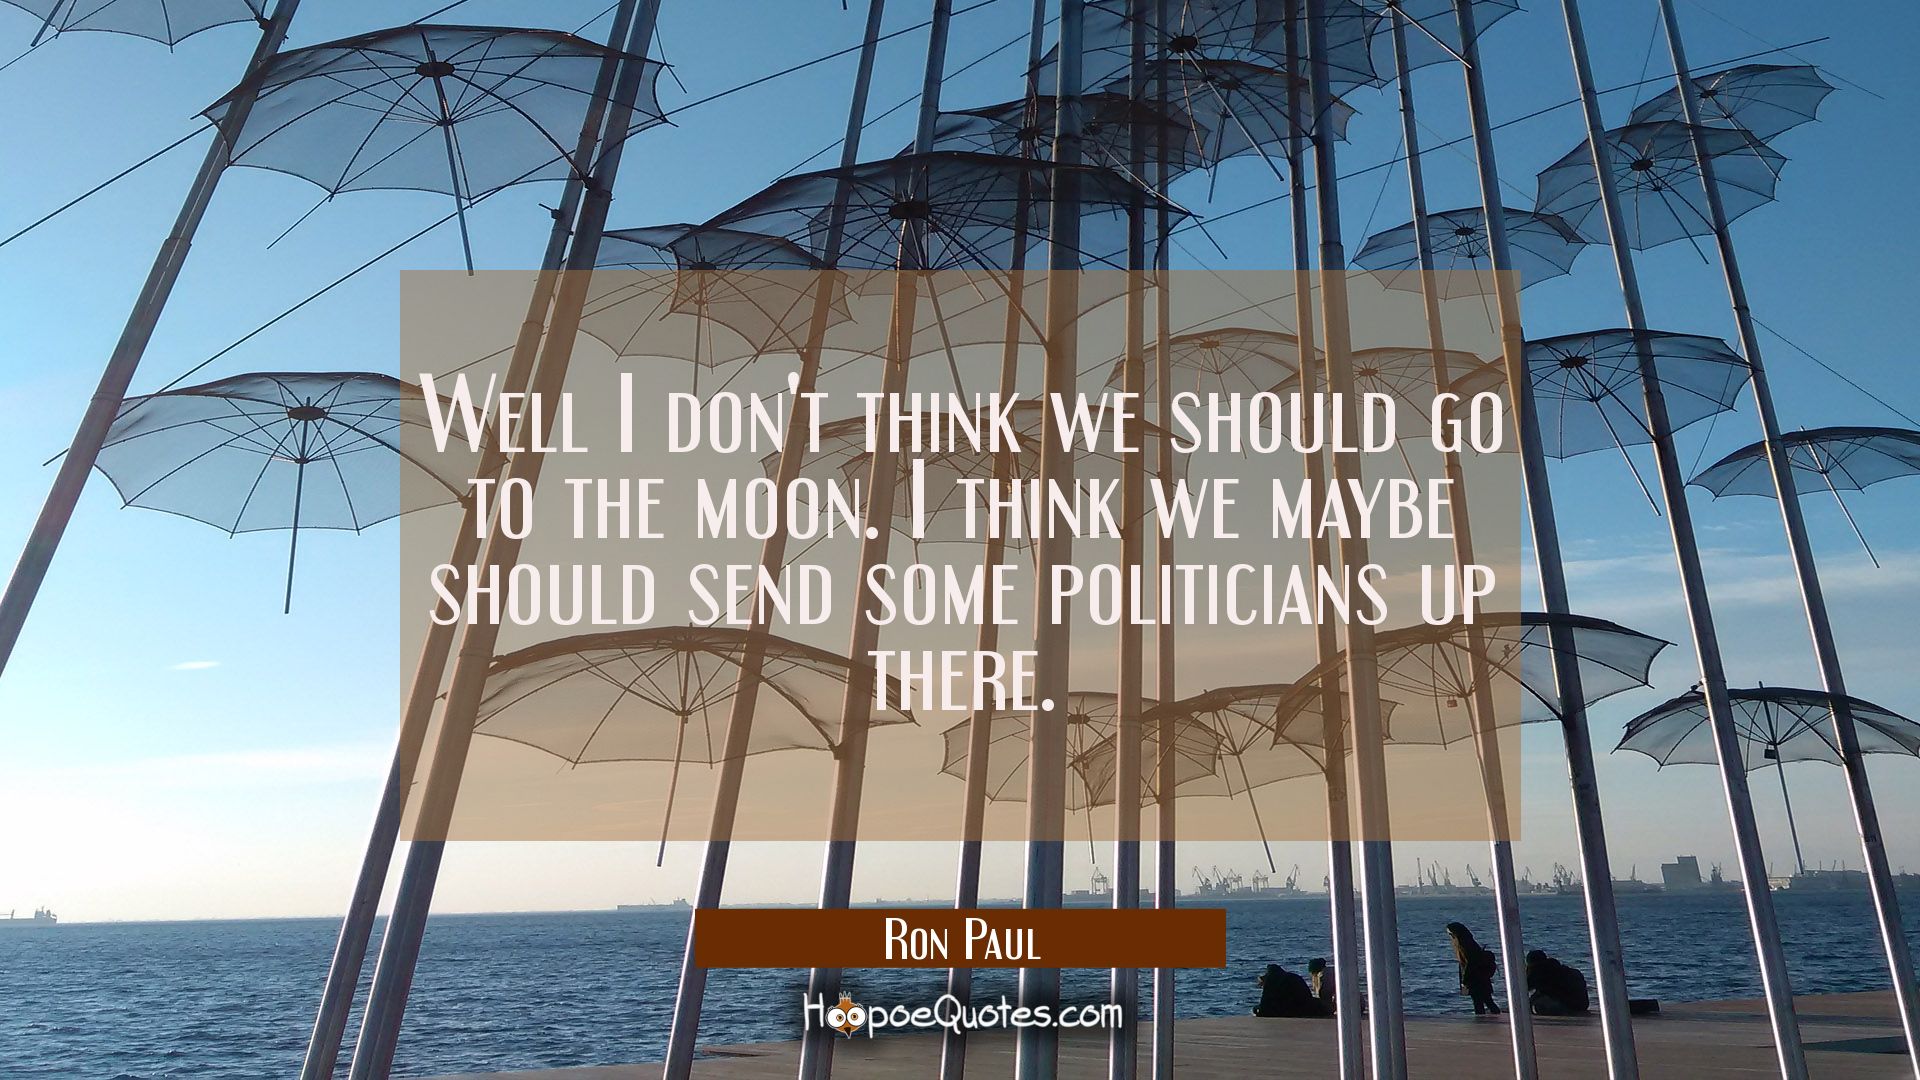 Well I don't think we should go
to the moon. I think we maybe
should send some politicians up
there.
Ron Paul
HoopoeQuotes.com